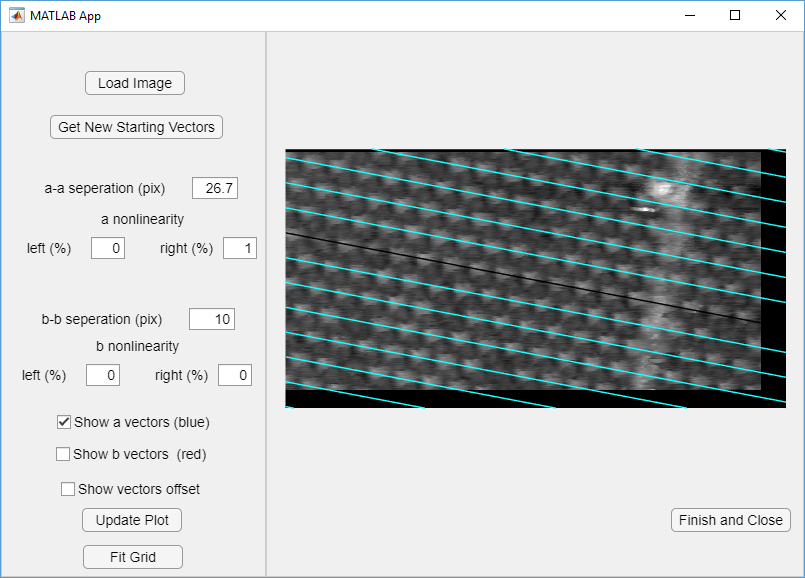 MATLAB App
Load Image
Get New Starting Vectors
a-a seperation (pix) 26.7
a nonlinearity
left (%) 0 right (%) 1
b-b seperation (pix) 10
b nonlinearity
left (%) 0 right (%) 0
Show a vectors (blue)
Show b vectors (red)
Show vectors offset
Update Plot
Finish and Close
Fit Grid